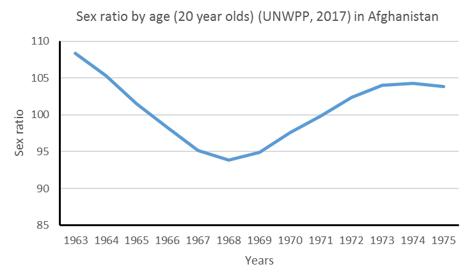 Sex ratio by age (20 year olds) (UNWPP, 2017) in Afghanistan
110
105
100
95
90
85
Sex ratio
1963 1964 1965 1966 1967 1968 1969 1970 1971 1972 1973 1974 1975
Years